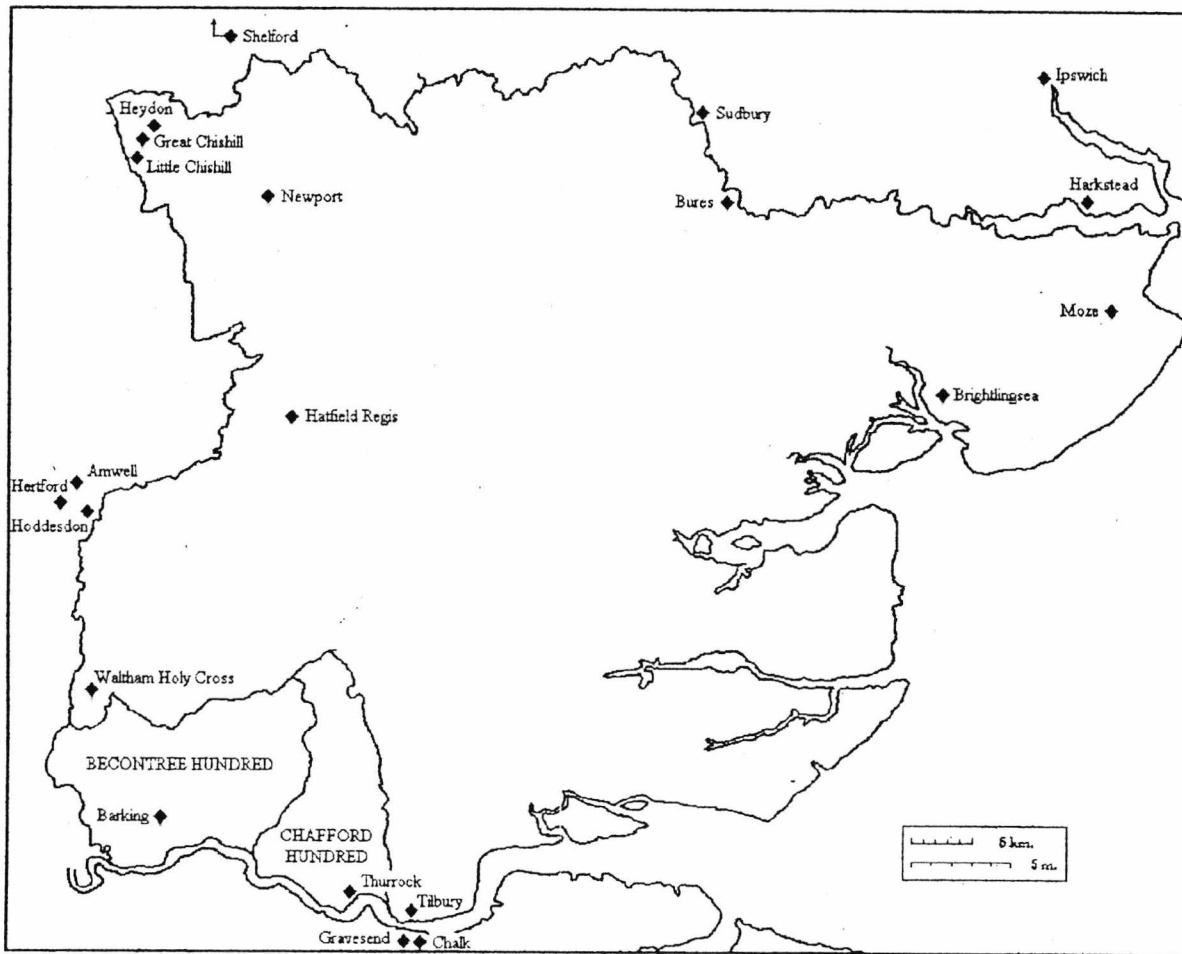 Shelford
Ipswich
Heydon
Great Chishill
Little Chishill
Sudbury
Newport
Bures
Harkstead
Moze
Brightlingsea
Hatfield Regis
Amwell
Hertford
Hoddesdon
Waltham Holy Cross
BECONTREE HUNDRED
Barking
CHAFFORD
HUNDRED
5 km.
5 m.
Thurrock
Tilbury
Gravesend
Chalk